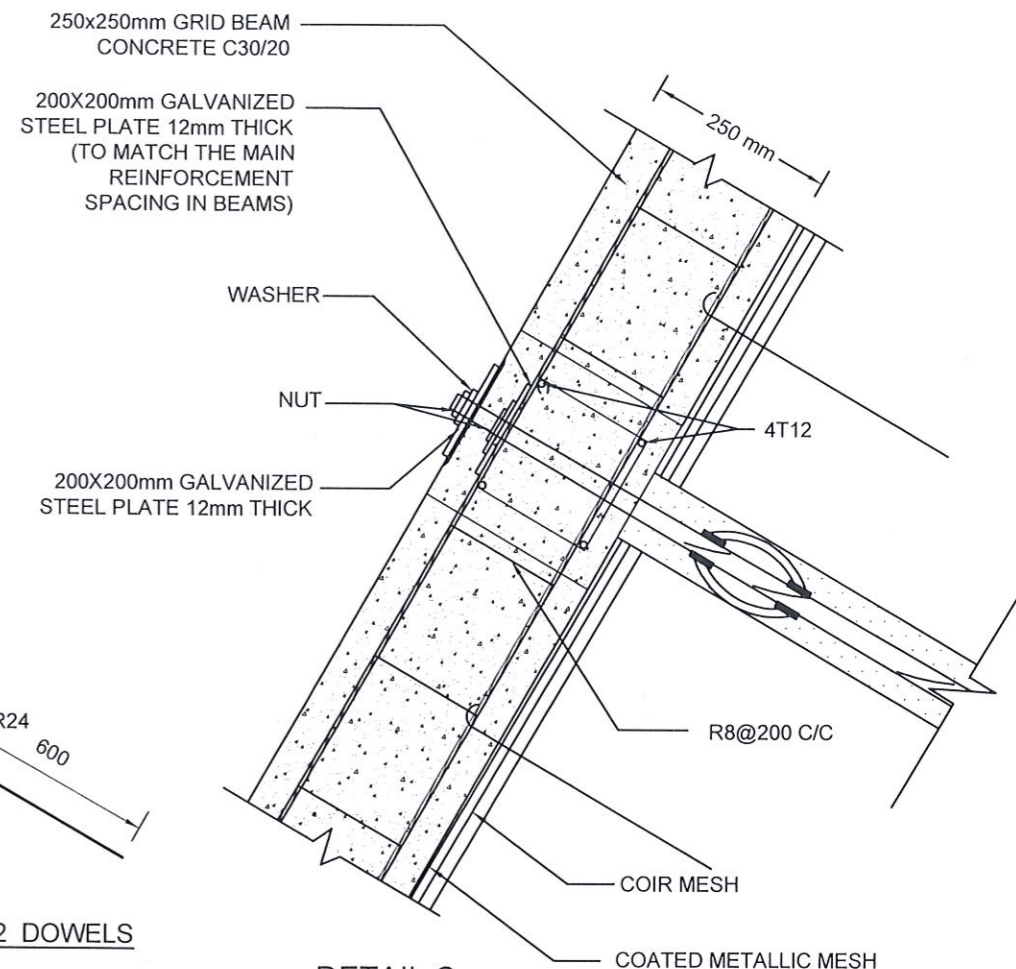 250x250mm GRID BEAM
CONCRETE C30/20
200X200mm GALVANIZED
STEEL PLATE 12mm THICK
(TO MATCH THE MAIN
REINFORCEMENT
SPACING IN BEAMS)
250 mm
WASHER
NUT
4T12
200X200mm GALVANIZED
STEEL PLATE 12mm THICK
R24
600
R8@200 C/C
COIR MESH
2 DOWELS
COATED METALLIC MESH
DETAIL